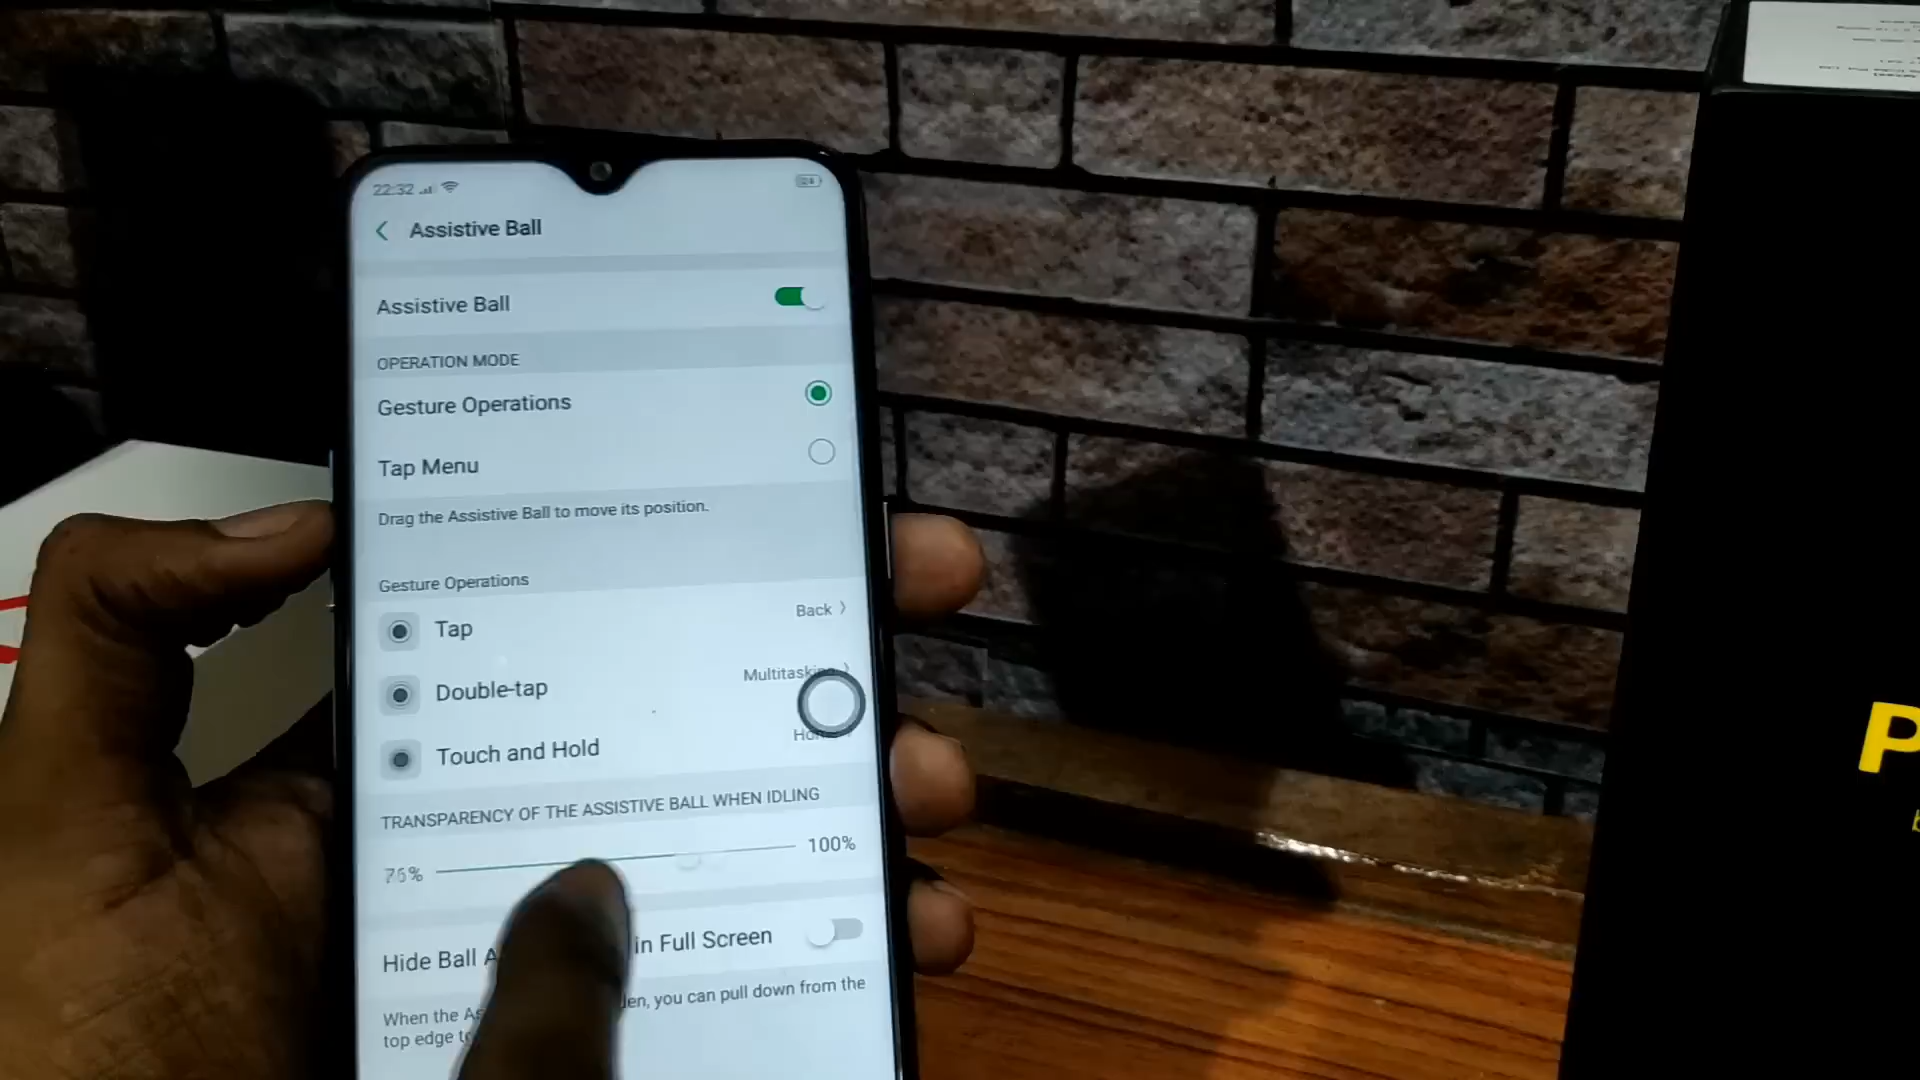 22:32
Assistive Ball
Assistive Ball
OPERATION MODE
Gesture Operations
Tap Menu
Drag the Assistive Ball to move its position.
Gesture Operations
Tap Back
Double-tap
Touch and Hold
TRANSPARENCY OF THE ASSISTIVE BALL WHEN IDLING
100%
Hide Ball in Full Screen
When the you can pull down from the
top edge
P